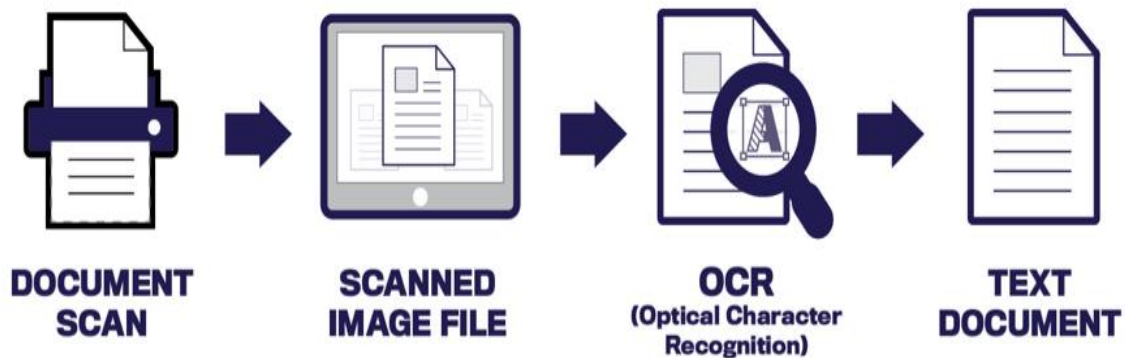 DOCUMENT
SCAN
SCANNED
IMAGE FILE
OCR
(Optical Character
Recognition)
TEXT
DOCUMENT
A